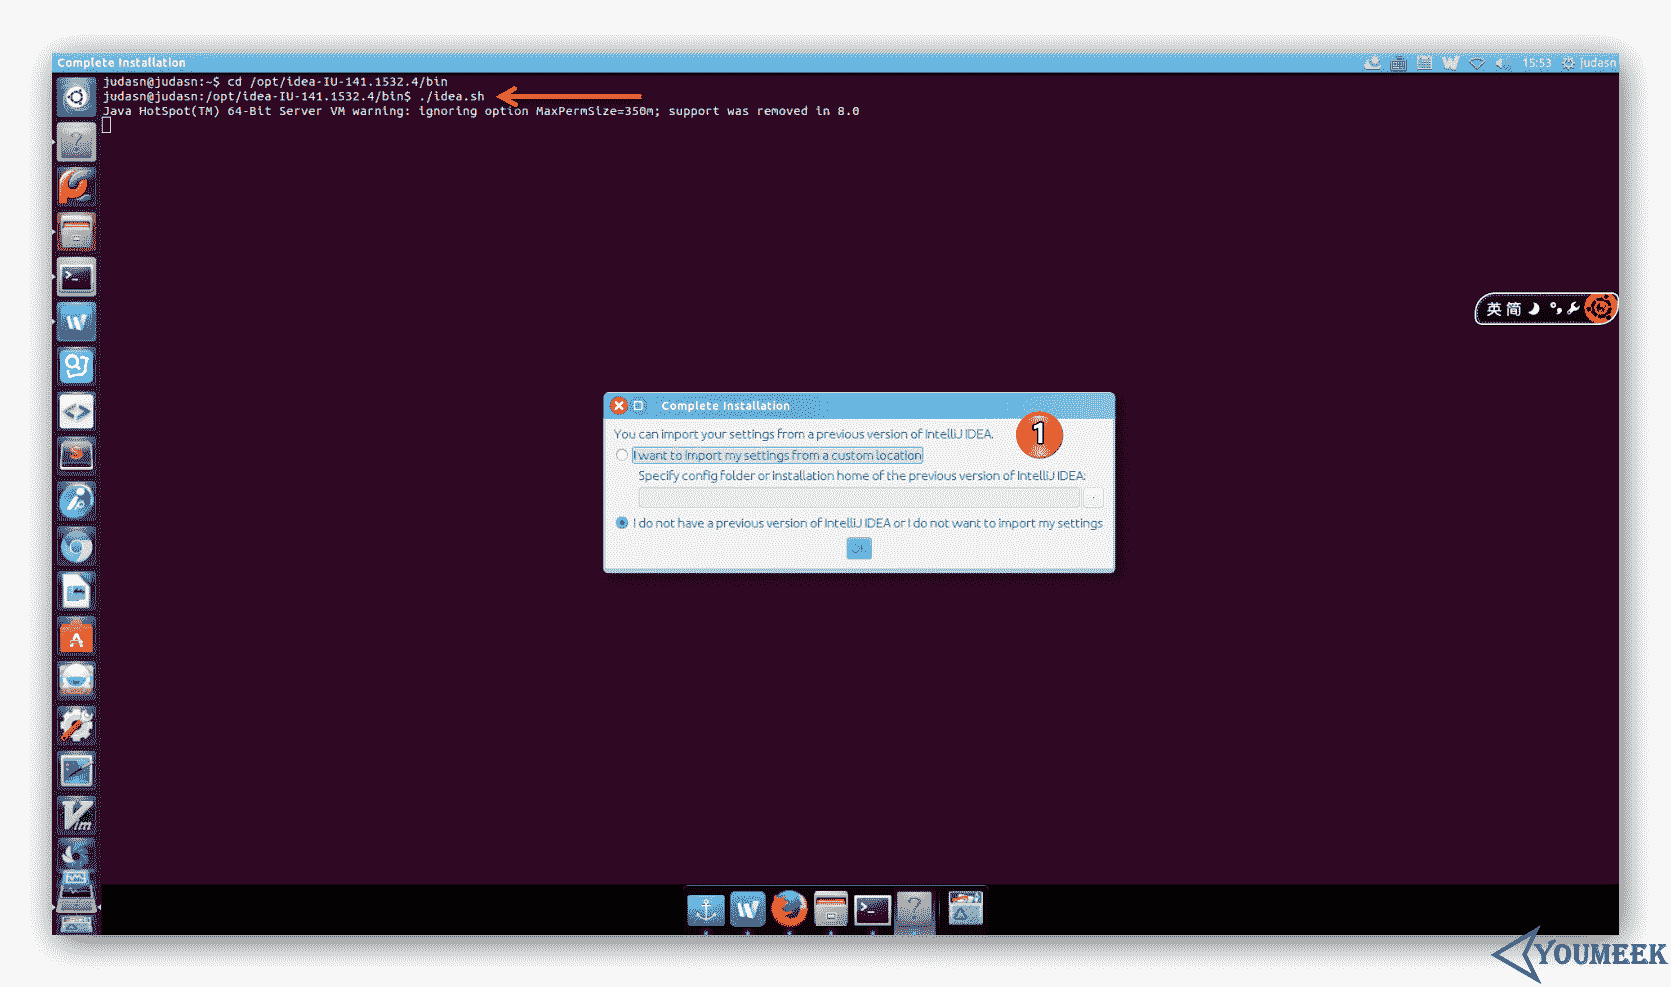 Complete Installation
15:53 judasn
judasn@judasn:~$ cd /opt/idea-IU-141.1532.4/bin
judasn@judasn:/opt/idea-IU-141.1532.4/bin$ ./idea.sh
Java HotSpot(TM) 64-Bit Server VM warning: ignoring option MaxPermSize=350m; support was removed in 8.0
英 简
Complete Installation
1
You can import your settings from a previous version of IntelliJ IDEA.
I want to import my settings from a custom location
Specify config folder or installation home of the previous version of IntelliJ IDEA:
I do not have a previous version of IntelliJ IDEA or I do not want to import my settings
Vim
YOUMEEK